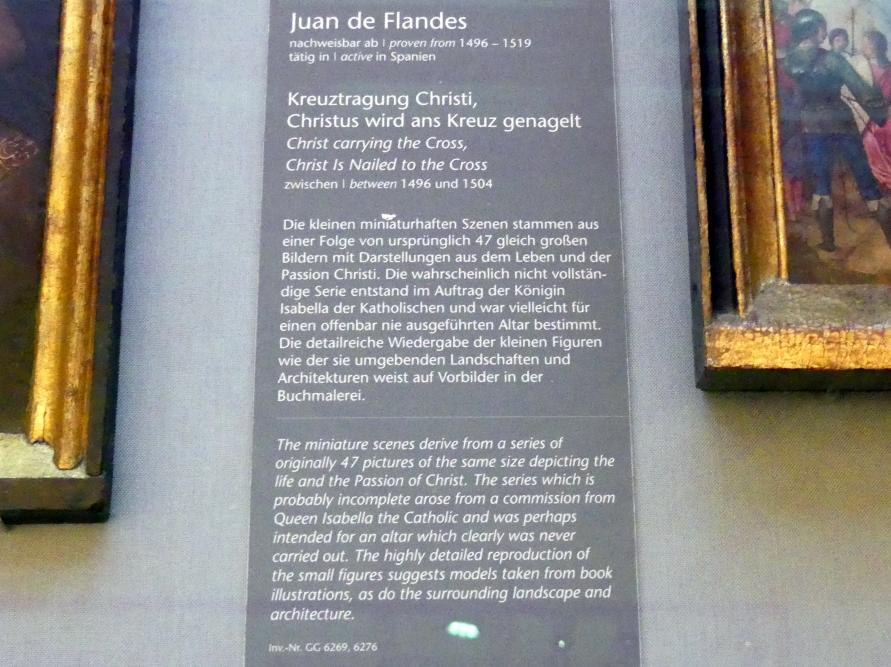 Juan de Flandes
nachweisbar ab | proven from 1496 – 1519
tätig in | active in Spanien
Kreuztragung Christi,
Christus wird ans Kreuz genagelt
Christ carrying the Cross,
Christ Is Nailed to the Cross
zwischen | between 1496 und 1504
Die kleinen miniaturhaften Szenen stammen aus
einer Folge von ursprünglich 47 gleich großen
Bildern mit Darstellungen aus dem Leben und der
Passion Christi. Die wahrscheinlich nicht vollstän-
dige Serie entstand im Auftrag der Königin
Isabella der Katholischen und war vielleicht für
einen offenbar nie ausgeführten Altar bestimmt.
Die detailreiche Wiedergabe der kleinen Figuren
wie der sie umgebenden Landschaften und
Architekturen weist auf Vorbilder in der
Buchmalerei.
The miniature scenes derive from a series of
originally 47 pictures of the same size depicting the
life and the Passion of Christ. The series which is
probably incomplete arose from a commission from
Queen Isabella the Catholic and was perhaps
intended for an altar which clearly was never
carried out. The highly detailed reproduction of
the small figures suggests models taken from book
illustrations, as do the surrounding landscape and
architecture.
Inv.-Nr. GG 6269, 6276